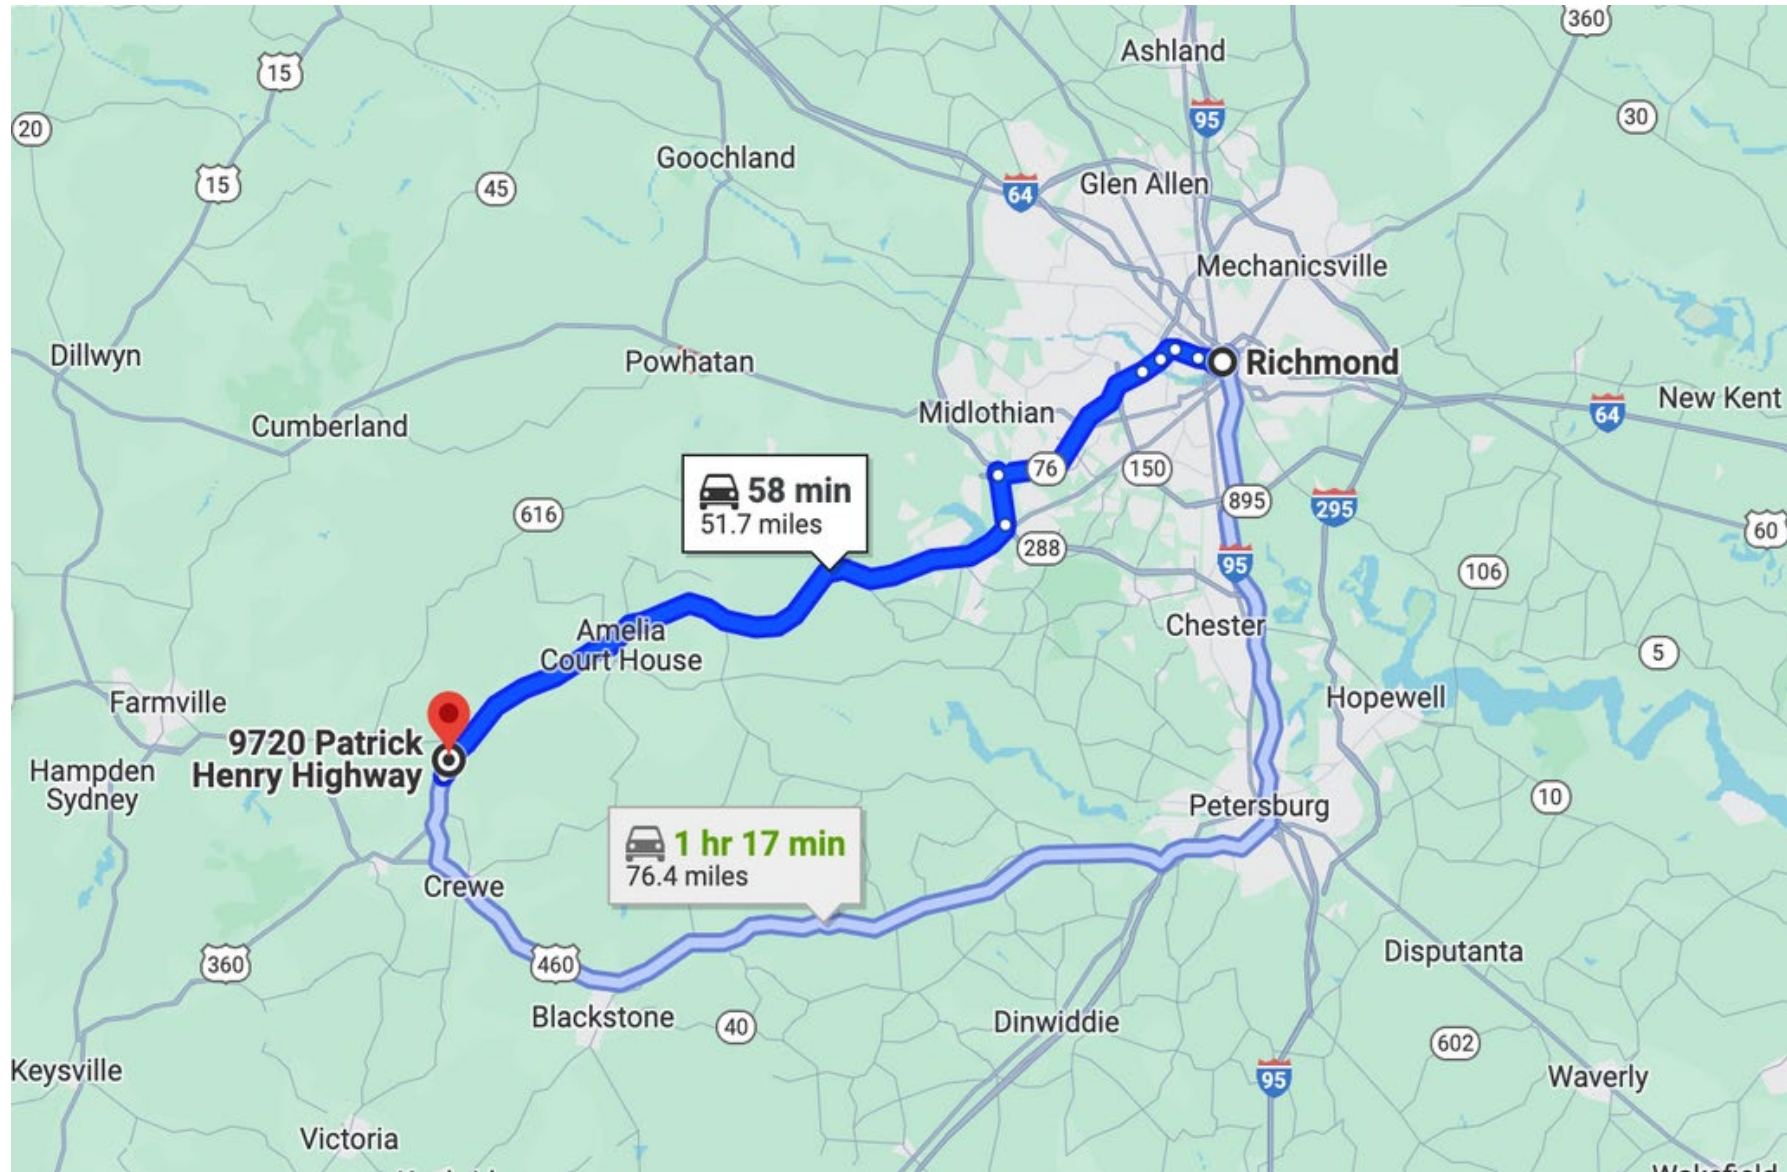 360
Ashland
15
95
30
20
Goochland
15
45
64
Glen Allen
Mechanicsville
Dillwyn
Powhatan
Richmond
New Kent
64
Cumberland
Midlothian
76
150
58 min
51.7 miles
895
295
616
60
288
95
106
Amelia
Court House
Chester
5
Farmville
Hopewell
9720 Patrick
Henry Highway
Hampden
Sydney
10
Petersburg
1 hr 17 min
76.4 miles
Crewe
360
460
Disputanta
Blackstone
40
Dinwiddie
602
Keysville
95
Waverly
Victoria